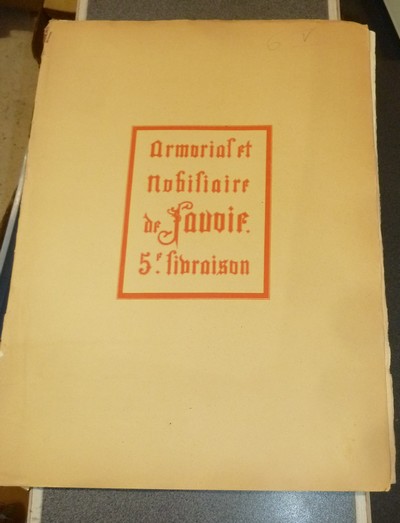 Armorial et
Nobiliaire
de Savoie.
5e. livraison